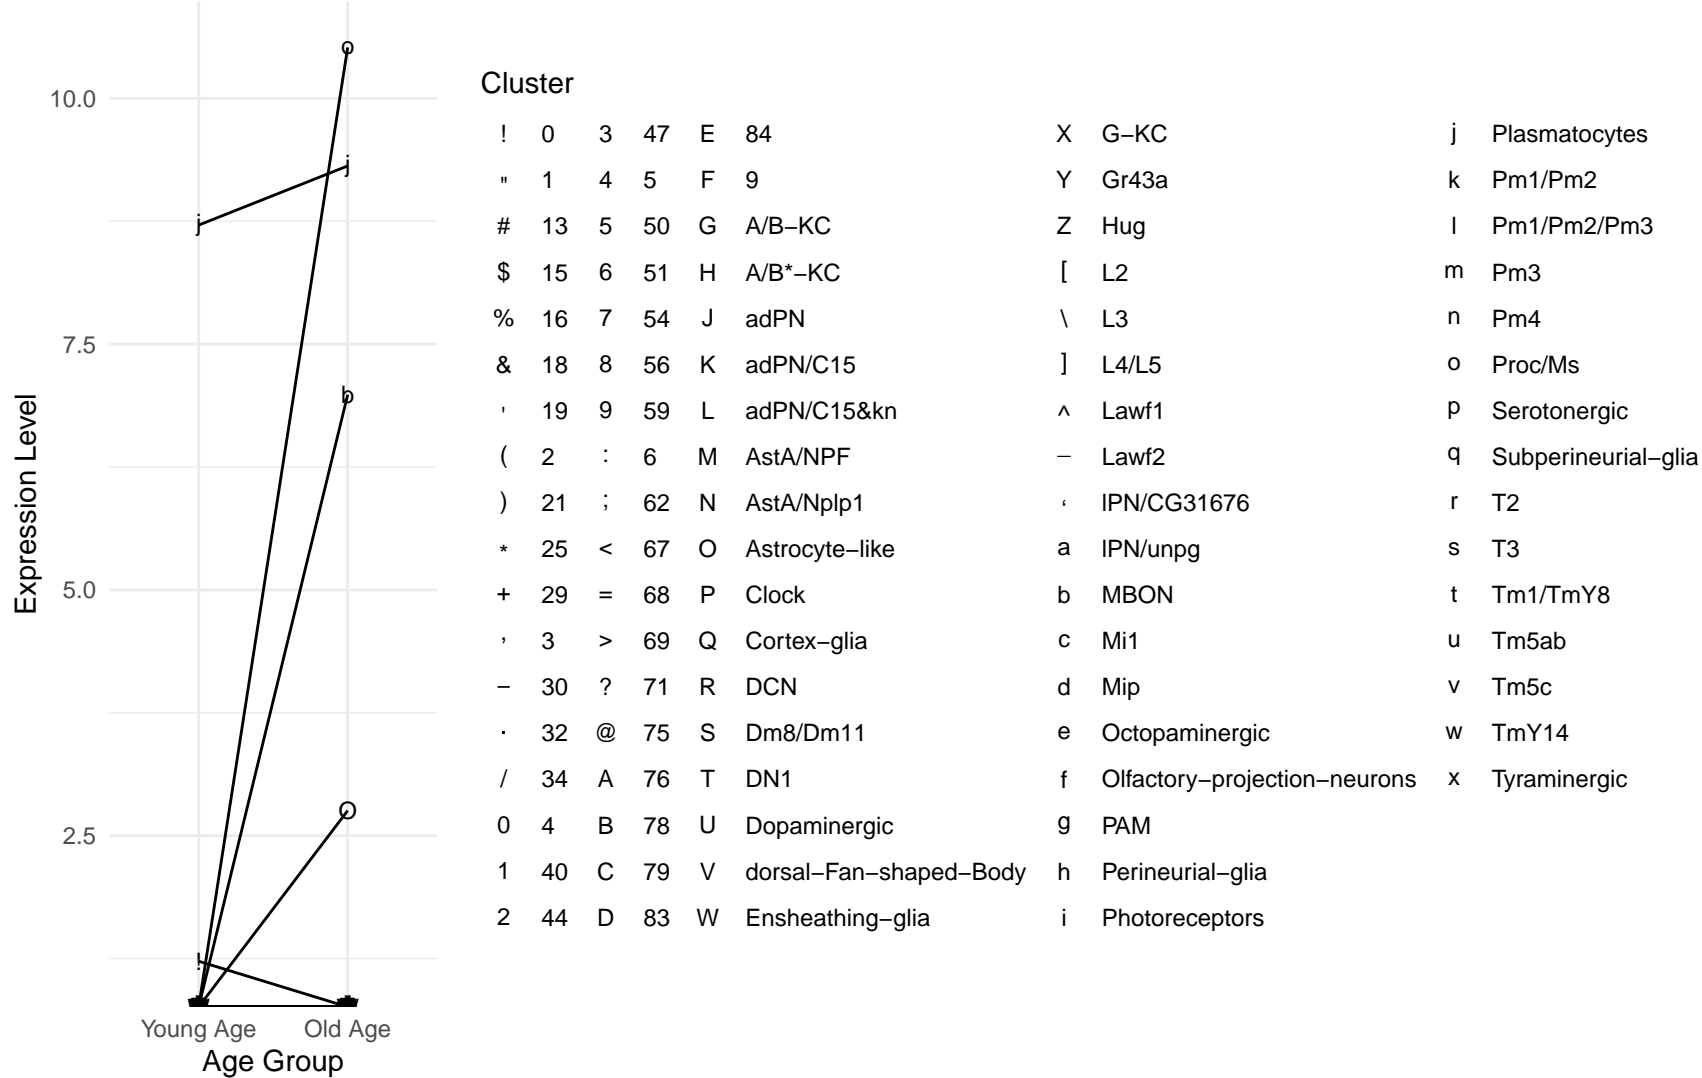 Cluster
! 0 3 47 E 84 X G−KC j Plasmatocytes
" 1 4 5 F 9 Y Gr43a k Pm1/Pm2
# 13 5 50 G A/B−KC Z Hug l Pm1/Pm2/Pm3
$ 15 6 51 H A/B*−KC [ L2 m Pm3
% 16 7 54 J adPN \ L3 n Pm4
& 18 8 56 K adPN/C15 ] L4/L5 o Proc/Ms
' 19 9 59 L adPN/C15&kn ^ Lawf1 p Serotonergic
( 2 : 6 M AstA/NPF _ Lawf2 q Subperineurial−glia
) 21 ; 62 N AstA/Nplp1 ‘ lPN/CG31676 r T2
* 25 < 67 O Astrocyte−like a lPN/unpg s T3
+ 29 = 68 P Clock b MBON t Tm1/TmY8
, 3 > 69 Q Cortex−glia c Mi1 u Tm5ab
− 30 ? 71 R DCN d Mip v Tm5c
. 32 @ 75 S Dm8/Dm11 e Octopaminergic w TmY14
/ 34 A 76 T DN1 f Olfactory−projection−neurons x Tyraminergic
0 4 B 78 U Dopaminergic g PAM
1 40 C 79 V dorsal−Fan−shaped−Body h Perineurial−glia
2 44 D 83 W Ensheathing−glia i Photoreceptors
10.0
7.5
5.0
2.5
Expression Level
o
j
j
b
O
!
Young Age Old Age
Age Group